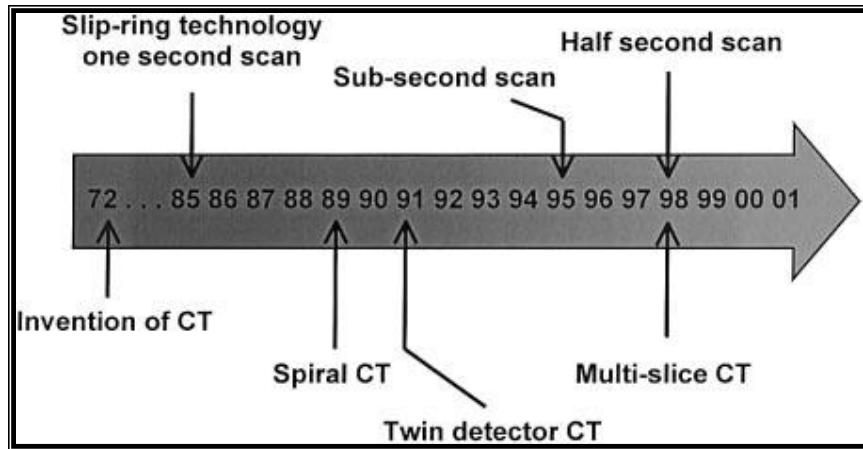 Slip-ring technology
one second scan
Half second scan
Sub-second scan
72 . . . 85 86 87 88 89 90 91 92 93 94 95 96 97 98 99 00 01
Invention of CT
Spiral CT
Multi-slice CT
Twin detector CT